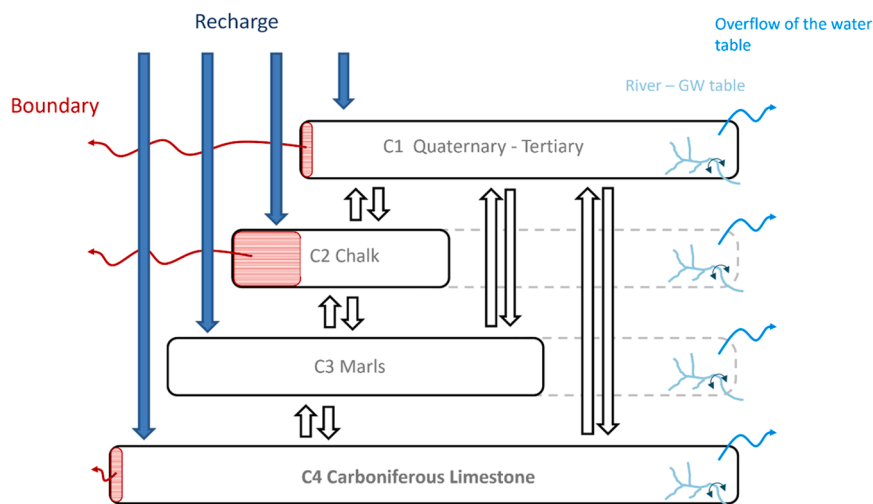 Recharge
Overflow of the water
table
River – GW table
Boundary
C1 Quaternary - Tertiary
C2 Chalk
C3 Marls
C4 Carboniferous Limestone